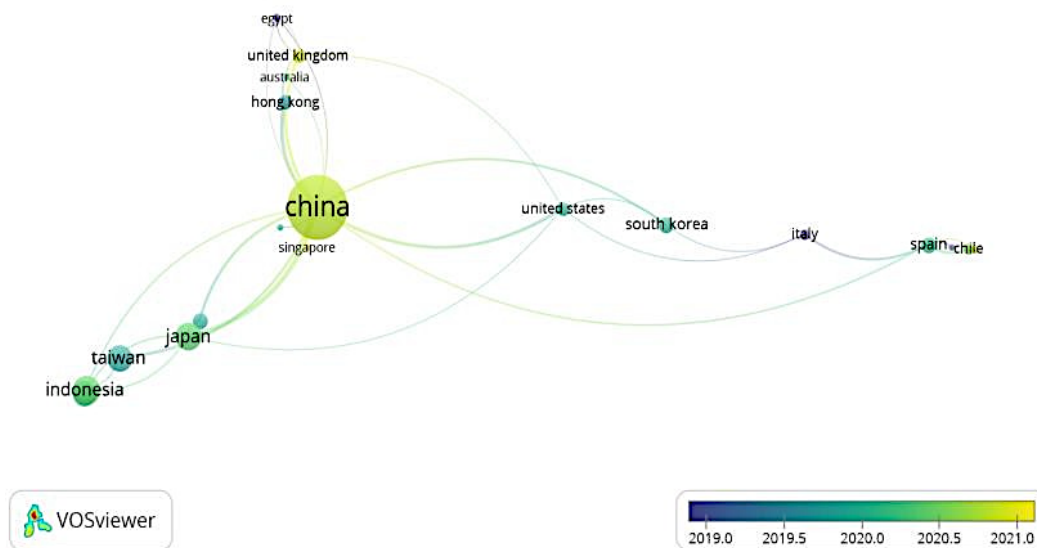 egypt
united kingdom
australia
hong kong
china
singapore
united states
south korea
italy
spain
chile
japan
taiwan
indonesia
VOSviewer
2019.0 2019.5 2020.0 2020.5 2021.0